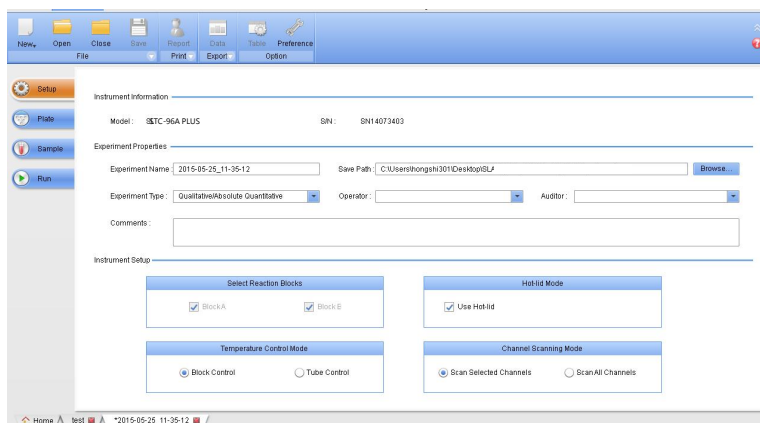 New Open Close Save Report Data Table Preference
File Print Export Option
Setup
Plate
Sample
Run
Instrument Information
Model : SLTC-96A PLUS S/N : SN14073403
Experiment Properties
Experiment Name : 2015-05-25_11-35-12 Save Path : C:\Users\hongshi301\Desktop\SLA Browse...
Experiment Type : Qualitative/Absolute Quantitative Operator : Auditor :
Comments :
Instrument Setup
Select Reaction Blocks Hot-lid Mode
Block A Block E Use Hot-lid
Temperature Control Mode Channel Scanning Mode
Block Control Tube Control Scan Selected Channels Scan All Channels
Home test *2015-05-25_11-35-12